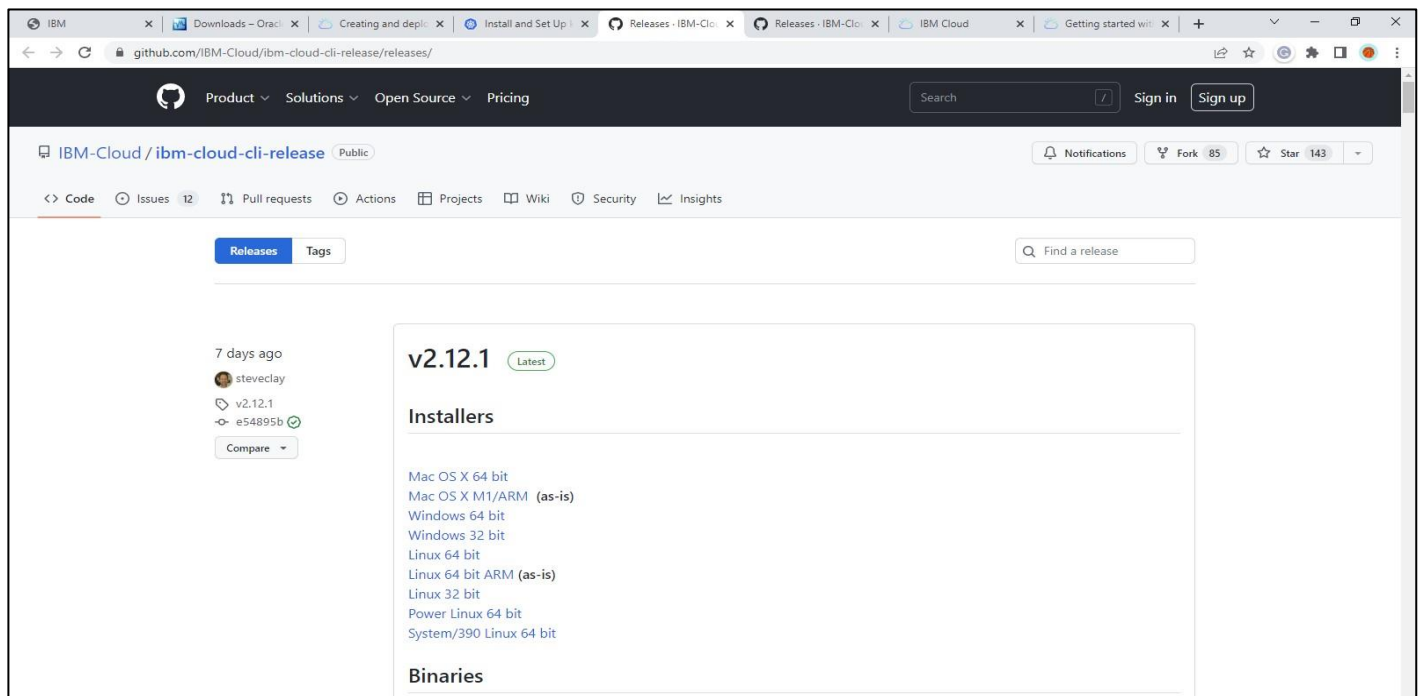 IBM Downloads – Orac Creating and deplo Install and Set Up Releases · IBM-Clo Releases · IBM-Clo IBM Cloud Getting started wit
github.com/IBM-Cloud/ibm-cloud-cli-release/releases/
Product Solutions Open Source Pricing Search / Sign in Sign up
IBM-Cloud / ibm-cloud-cli-release Public Notifications Fork 85 Star 143
<> Code Issues 12 Pull requests Actions Projects Wiki Security Insights
Releases Tags Find a release
7 days ago
steveclay
v2.12.1
e54895b
Compare
v2.12.1 Latest
Installers
Mac OS X 64 bit
Mac OS X M1/ARM (as-is)
Windows 64 bit
Windows 32 bit
Linux 64 bit
Linux 64 bit ARM (as-is)
Linux 32 bit
Power Linux 64 bit
System/390 Linux 64 bit
Binaries